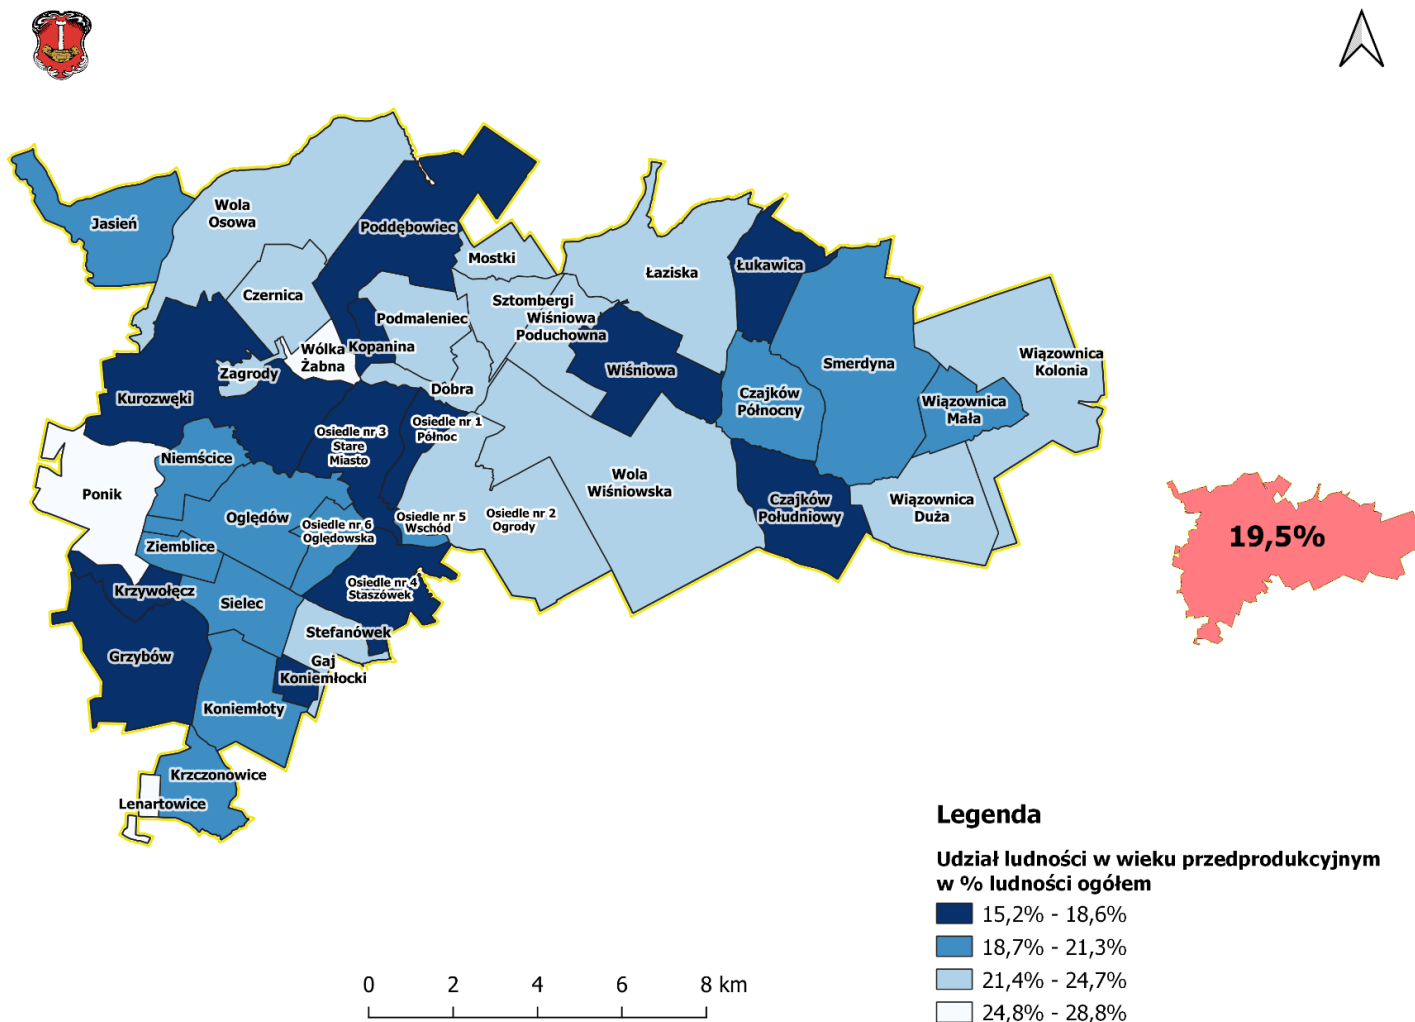 Jasień
Wola
Osowa
Poddębowiec
Mostki
Łaziska
Łukawica
Czernica
Sztombergi
Wiśniowa
Poduchowna
Podmaleniec
Kopanina
Wólka
Żabna
Zagrody
Dobra
Wiśniowa
Smerdyna
Wiązownica
Kolonia
Kurozwęki
Czajków
Północny
Wiązownica
Mała
Osiedle nr 3
Stare
Miasto
Osiedle nr 1
Północ
Niemścice
Ponik
Wola
Wiśniowska
Czajków
Południowy
Wiązownica
Duża
Oględów
Osiedle nr 6
Oględowska
Osiedle nr 5
Wschód
Osiedle nr 2
Ogrody
Ziemblice
19,5%
Krzywołęcz
Osiedle nr 4
Staszówek
Sielec
Stefanówek
Grzybów
Gaj
Koniemłocki
Koniemłoty
Krzczonowice
Lenartowice
Legenda
Udział ludności w wieku przedprodukcyjnym
w % ludności ogółem
15,2% - 18,6%
18,7% - 21,3%
21,4% - 24,7%
24,8% - 28,8%
0 2 4 6 8 km